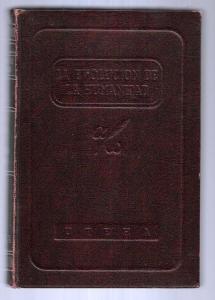 LA EVOLUCION DE
LA HUMANIDAD
UTEHA